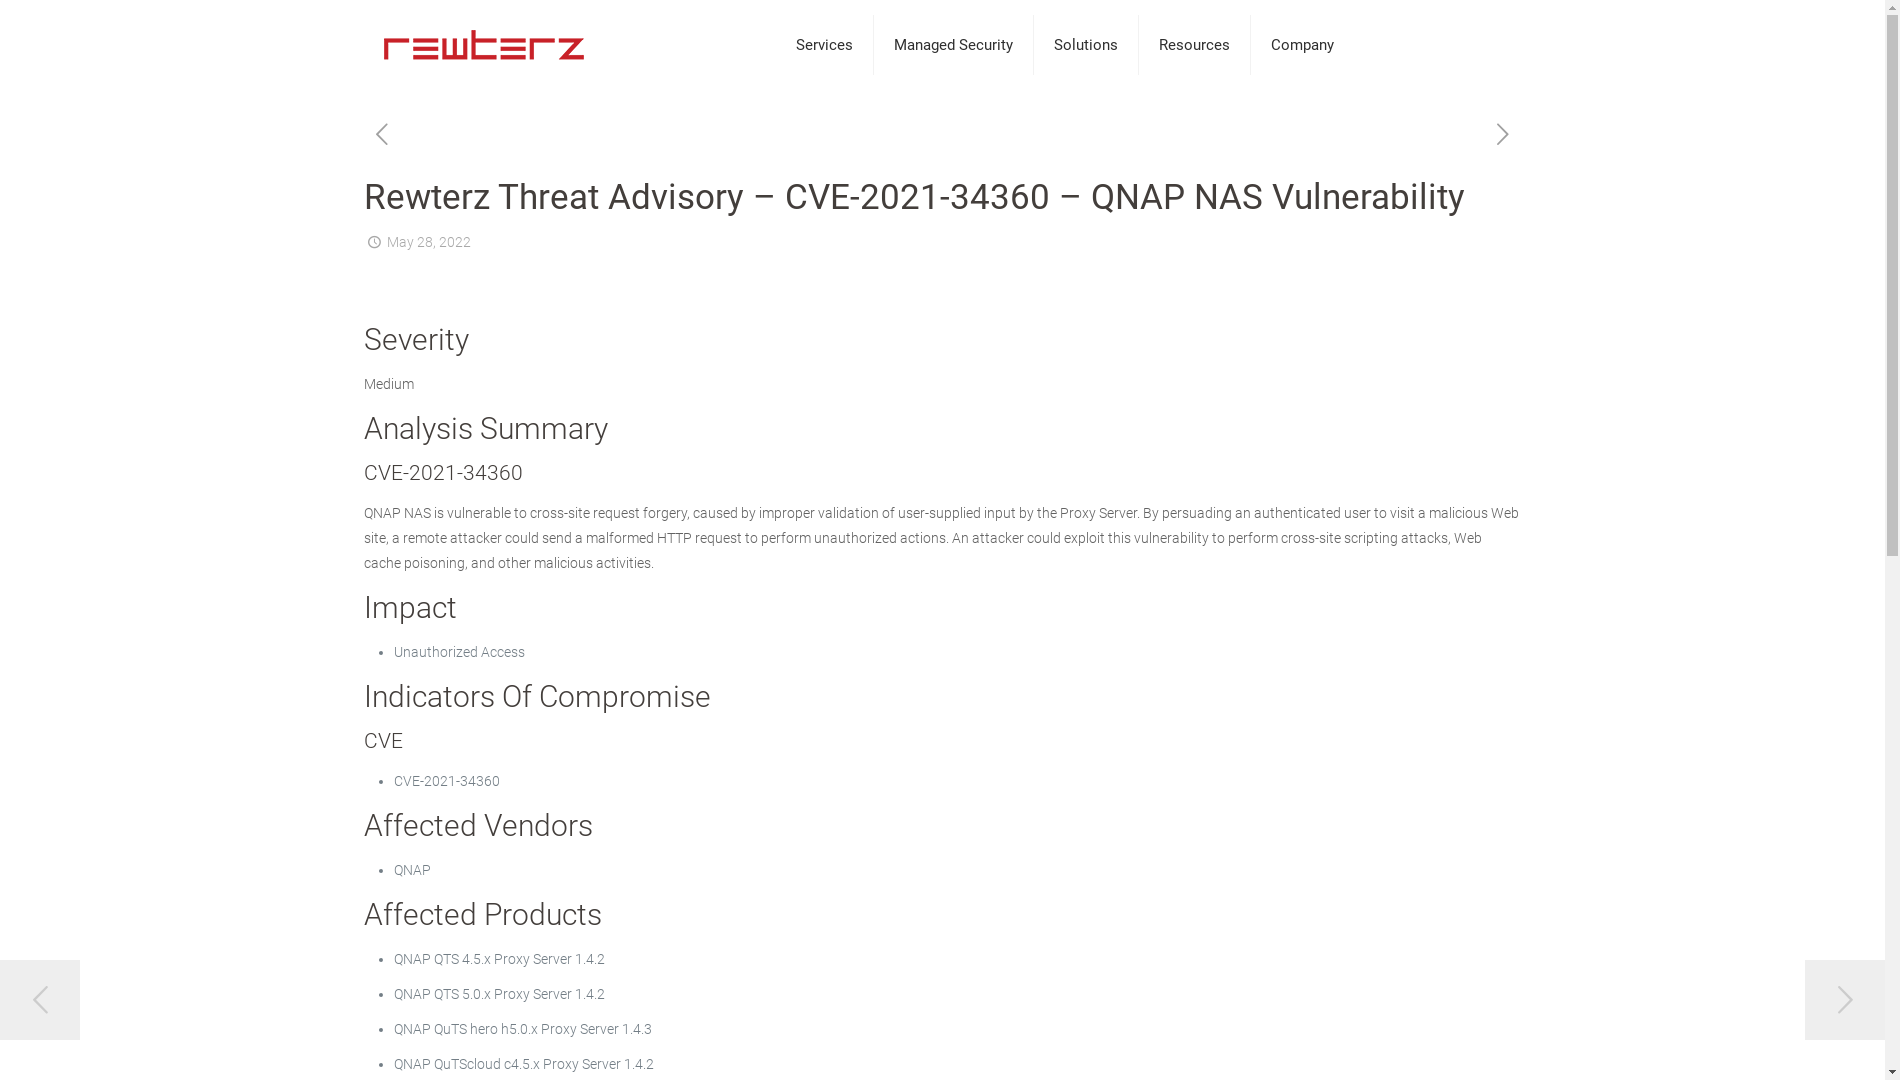 rewterz
Services
Managed Security
Solutions
Resources
Company
Rewterz Threat Advisory – CVE-2021-34360 – QNAP NAS Vulnerability
May 28, 2022
Severity
Medium
Analysis Summary
CVE-2021-34360
QNAP NAS is vulnerable to cross-site request forgery, caused by improper validation of user-supplied input by the Proxy Server. By persuading an authenticated user to visit a malicious Web
site, a remote attacker could send a malformed HTTP request to perform unauthorized actions. An attacker could exploit this vulnerability to perform cross-site scripting attacks, Web
cache poisoning, and other malicious activities.
Impact
• Unauthorized Access
Indicators Of Compromise
CVE
• CVE-2021-34360
Affected Vendors
• QNAP
Affected Products
• QNAP QTS 4.5.x Proxy Server 1.4.2
• QNAP QTS 5.0.x Proxy Server 1.4.2
• QNAP QuTS hero h5.0.x Proxy Server 1.4.3
• QNAP QuTScloud c4.5.x Proxy Server 1.4.2